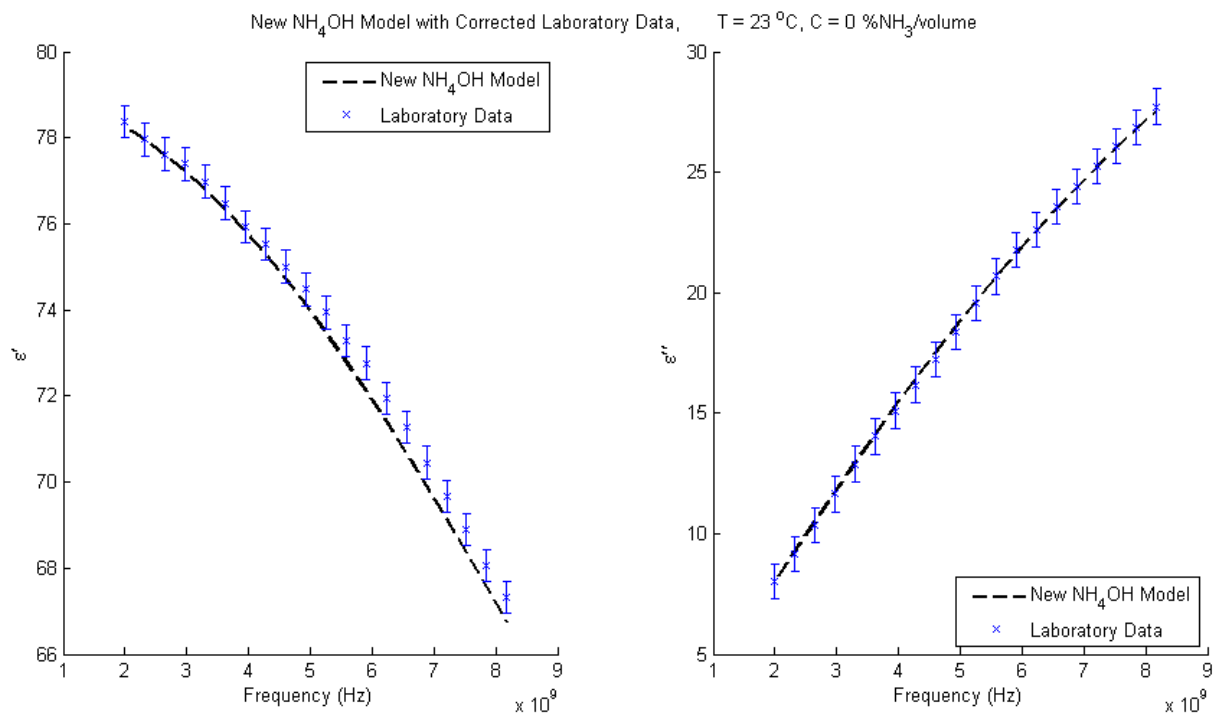 New NH4OH Model with Corrected Laboratory Data, T = 23 °C, C = 0 %NH3/volume
80
78
76
74
72
70
68
66
ε′
New NH4OH Model
Laboratory Data
1 2 3 4 5 6 7 8 9
Frequency (Hz)
x 10^9
30
25
20
15
10
5
ε′′
New NH4OH Model
Laboratory Data
1 2 3 4 5 6 7 8 9
Frequency (Hz)
x 10^9